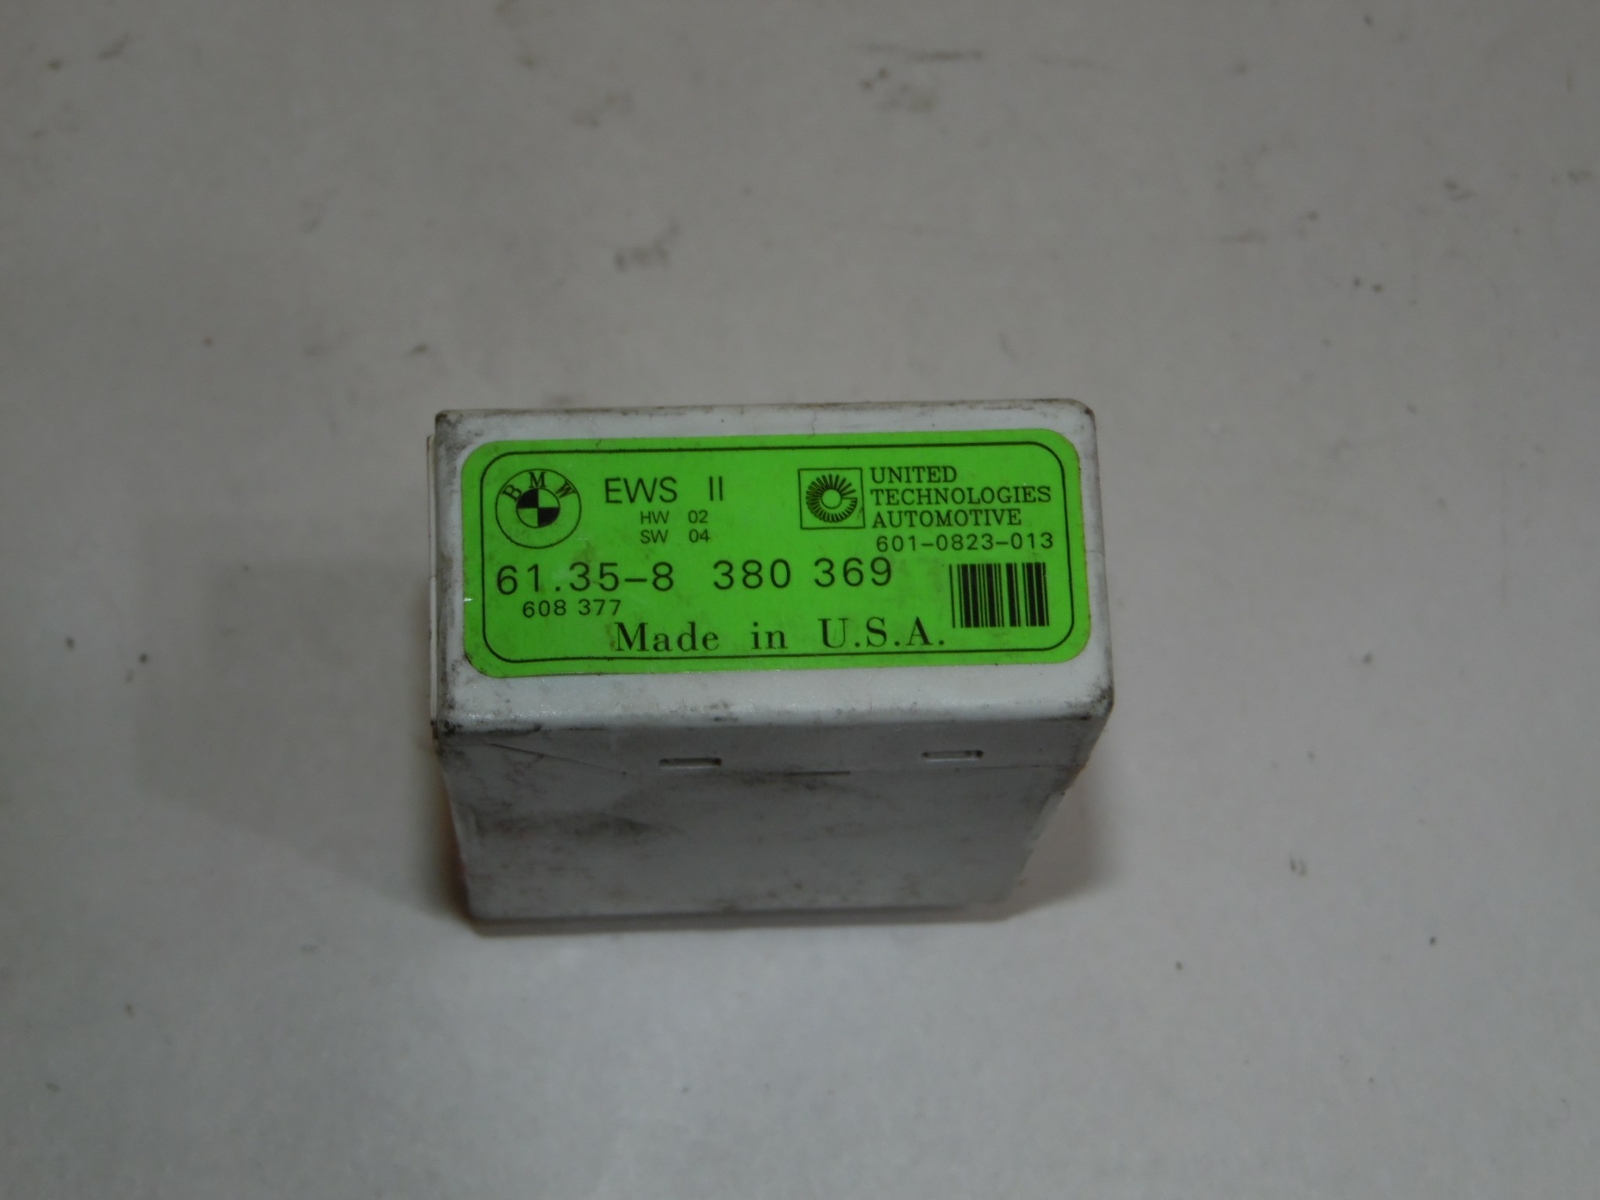 BMW
EWS II
HW 02
SW 04
UNITED
TECHNOLOGIES
AUTOMOTIVE
601-0823-013
61.35-8 380 369
608 377
Made in U.S.A.